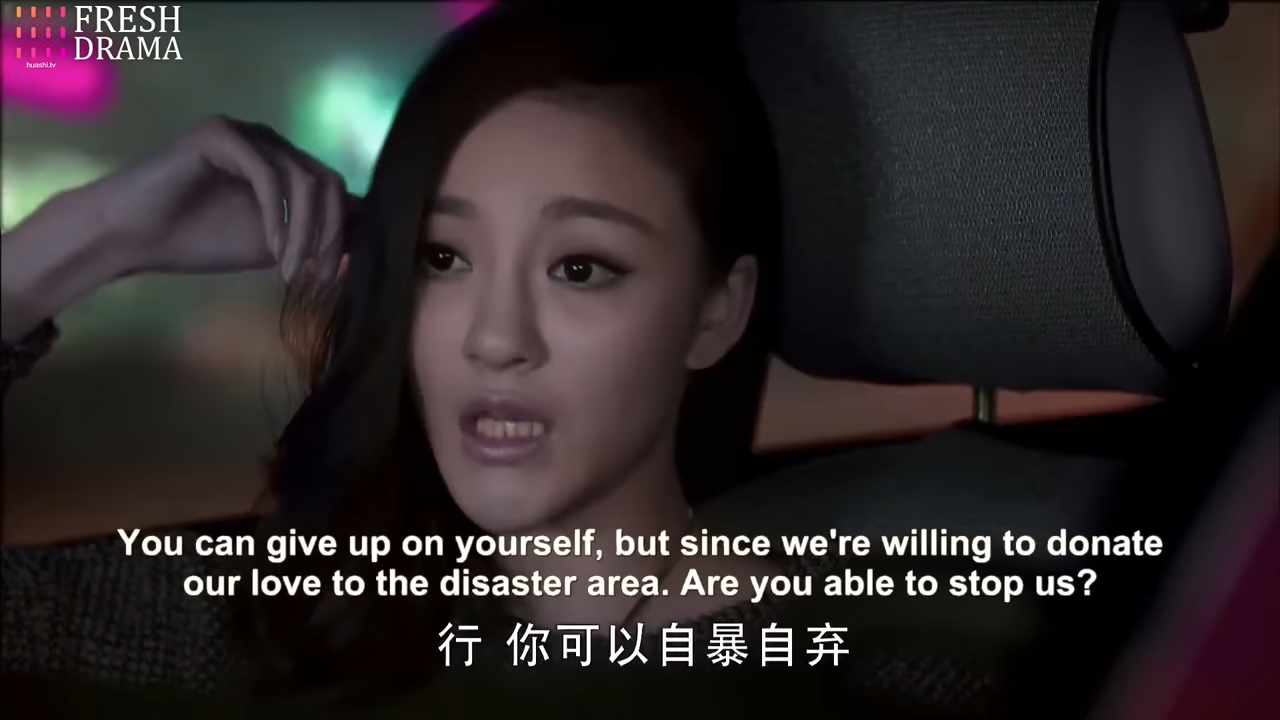 FRESH
DRAMA
huashi.tv
You can give up on yourself, but since we're willing to donate
our love to the disaster area. Are you able to stop us?
行 你可以自暴自弃